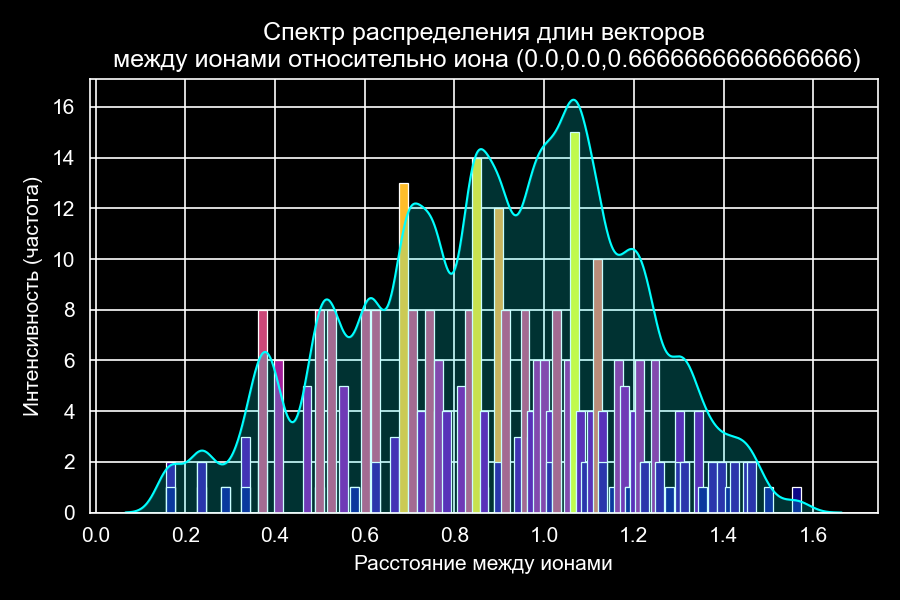 Спектр распределения длин векторов
между ионами относительно иона (0.0,0.0,0.6666666666666666)
Интенсивность (частота)
16
14
12
10
8
6
4
2
0
0.0 0.2 0.4 0.6 0.8 1.0 1.2 1.4 1.6
Расстояние между ионами